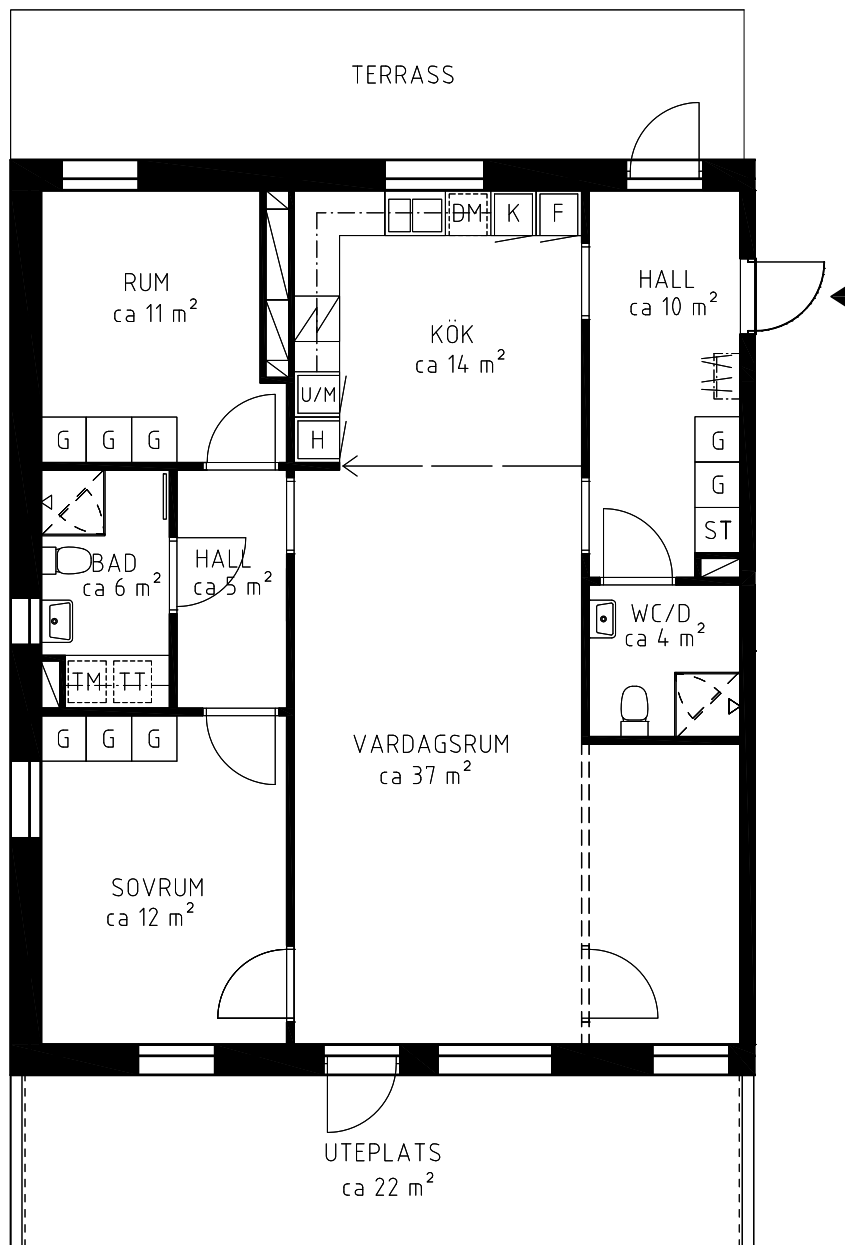 TERRASS
DM K F
RUM
ca 11 m²
HALL
ca 10 m²
KÖK
ca 14 m²
U/M
H
G G G
G
G
ST
BAD
ca 6 m²
HALL
ca 5 m²
WC/D
ca 4 m²
TM TT
G G G
VARDAGSRUM
ca 37 m²
SOVRUM
ca 12 m²
UTEPLATS
ca 22 m²